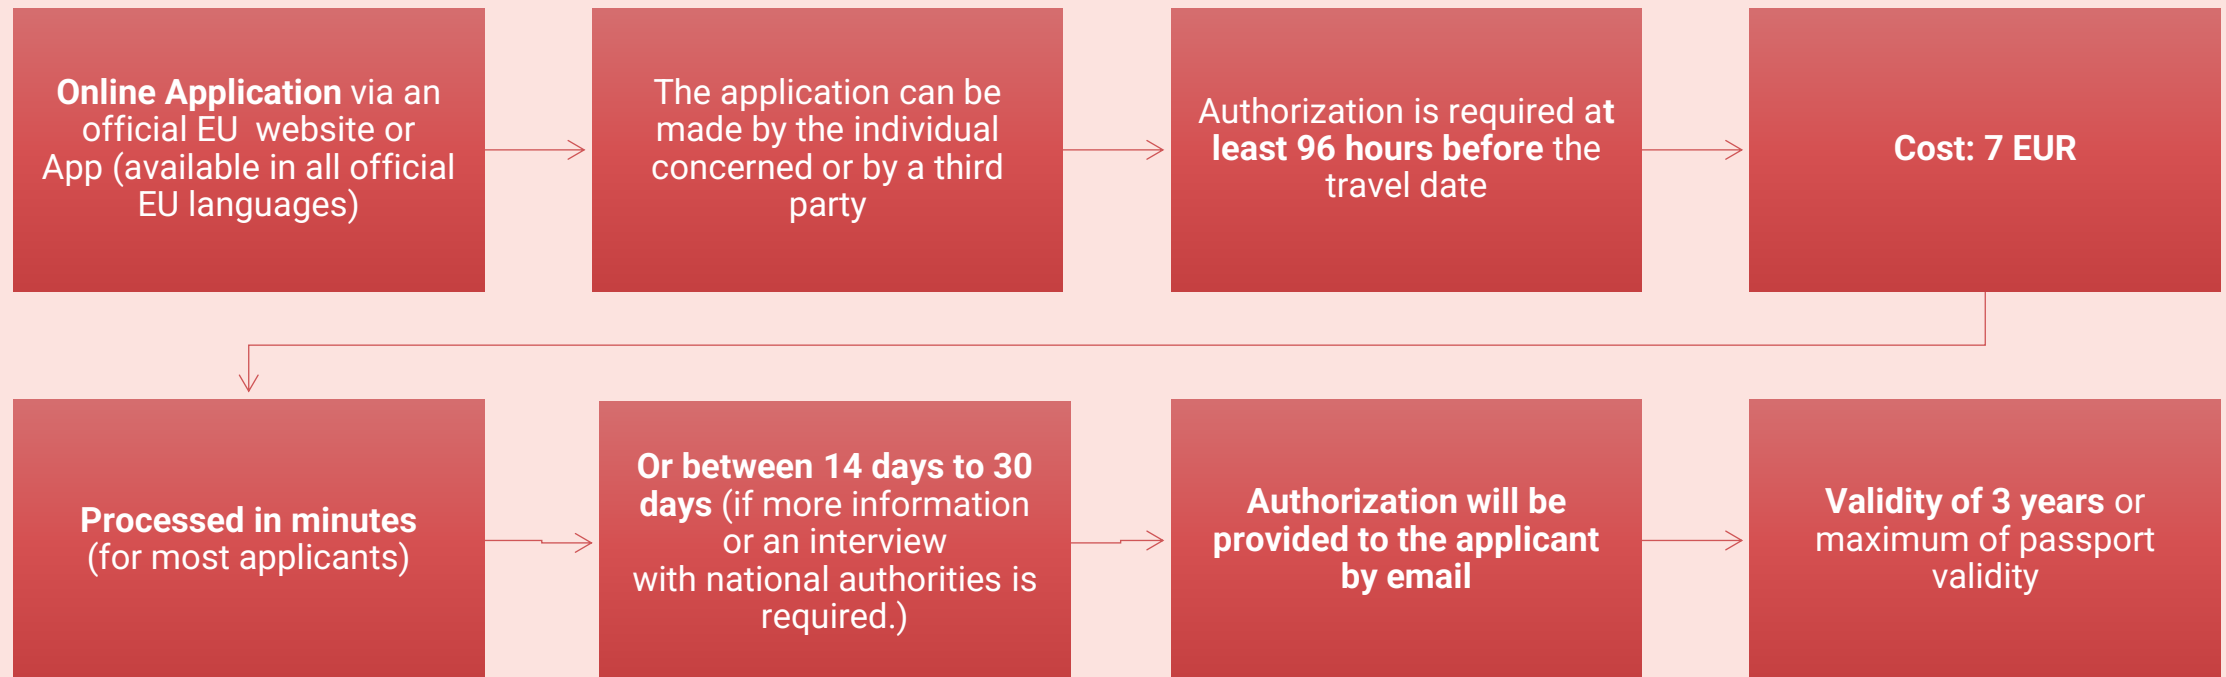 Online Application via an
official EU  website or
App (available in all official
EU languages)
The application can be
made by the individual
concerned or by a third
party
Authorization is required at
least 96 hours before the
travel date
Cost: 7 EUR
Processed in minutes
(for most applicants)
Or between 14 days to 30
days (if more information
or an interview
with national authorities is
required.)
Authorization will be
provided to the applicant
by email
Validity of 3 years or
maximum of passport
validity